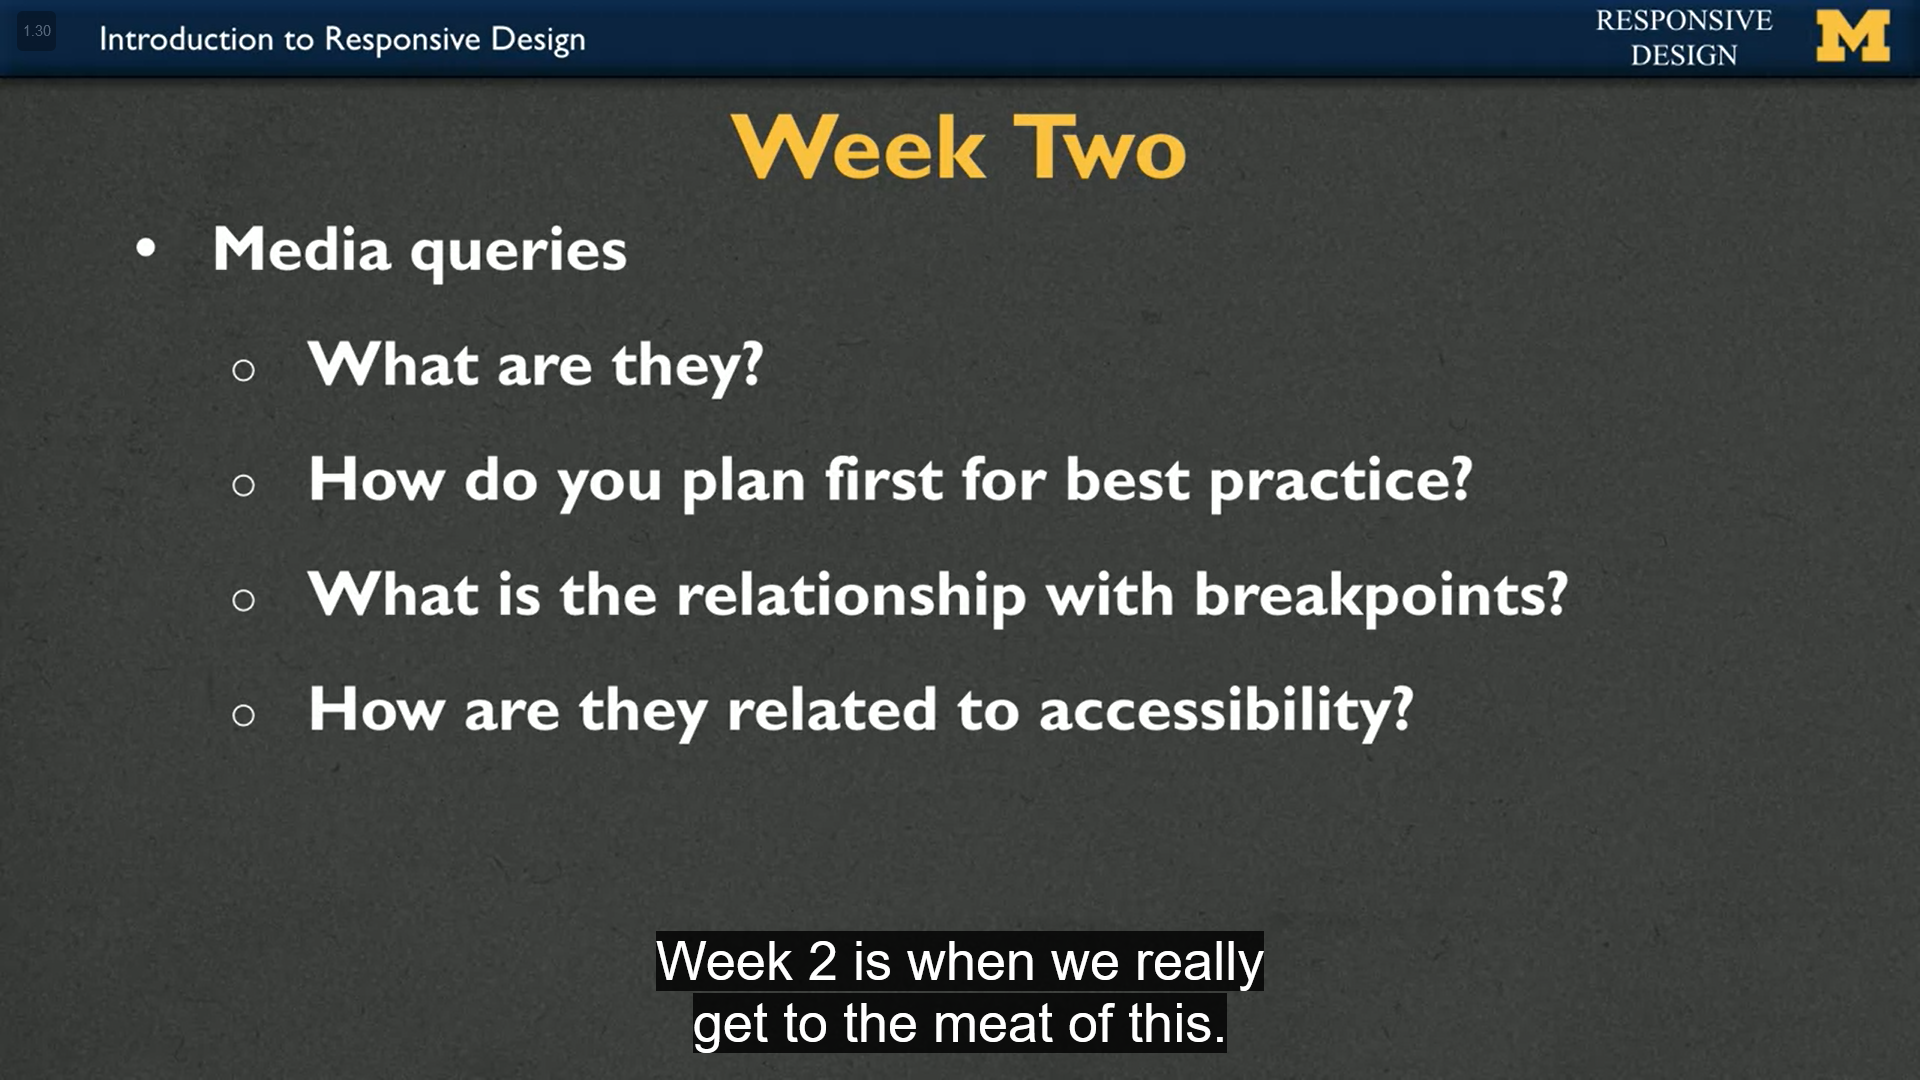 1.30
Introduction to Responsive Design
RESPONSIVE
DESIGN
M
Week Two
• Media queries
○ What are they?
○ How do you plan first for best practice?
○ What is the relationship with breakpoints?
○ How are they related to accessibility?
Week 2 is when we really
get to the meat of this.